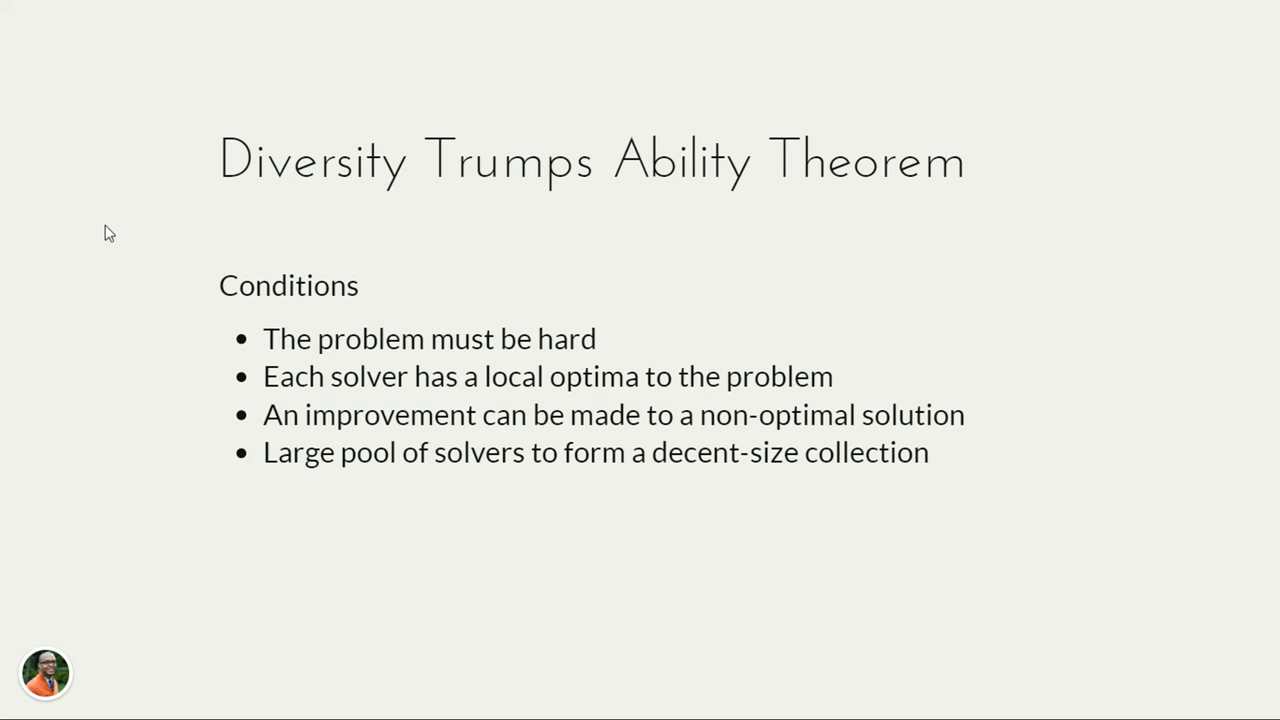 Diversity Trumps Ability Theorem
Conditions
• The problem must be hard
• Each solver has a local optima to the problem
• An improvement can be made to a non-optimal solution
• Large pool of solvers to form a decent-size collection